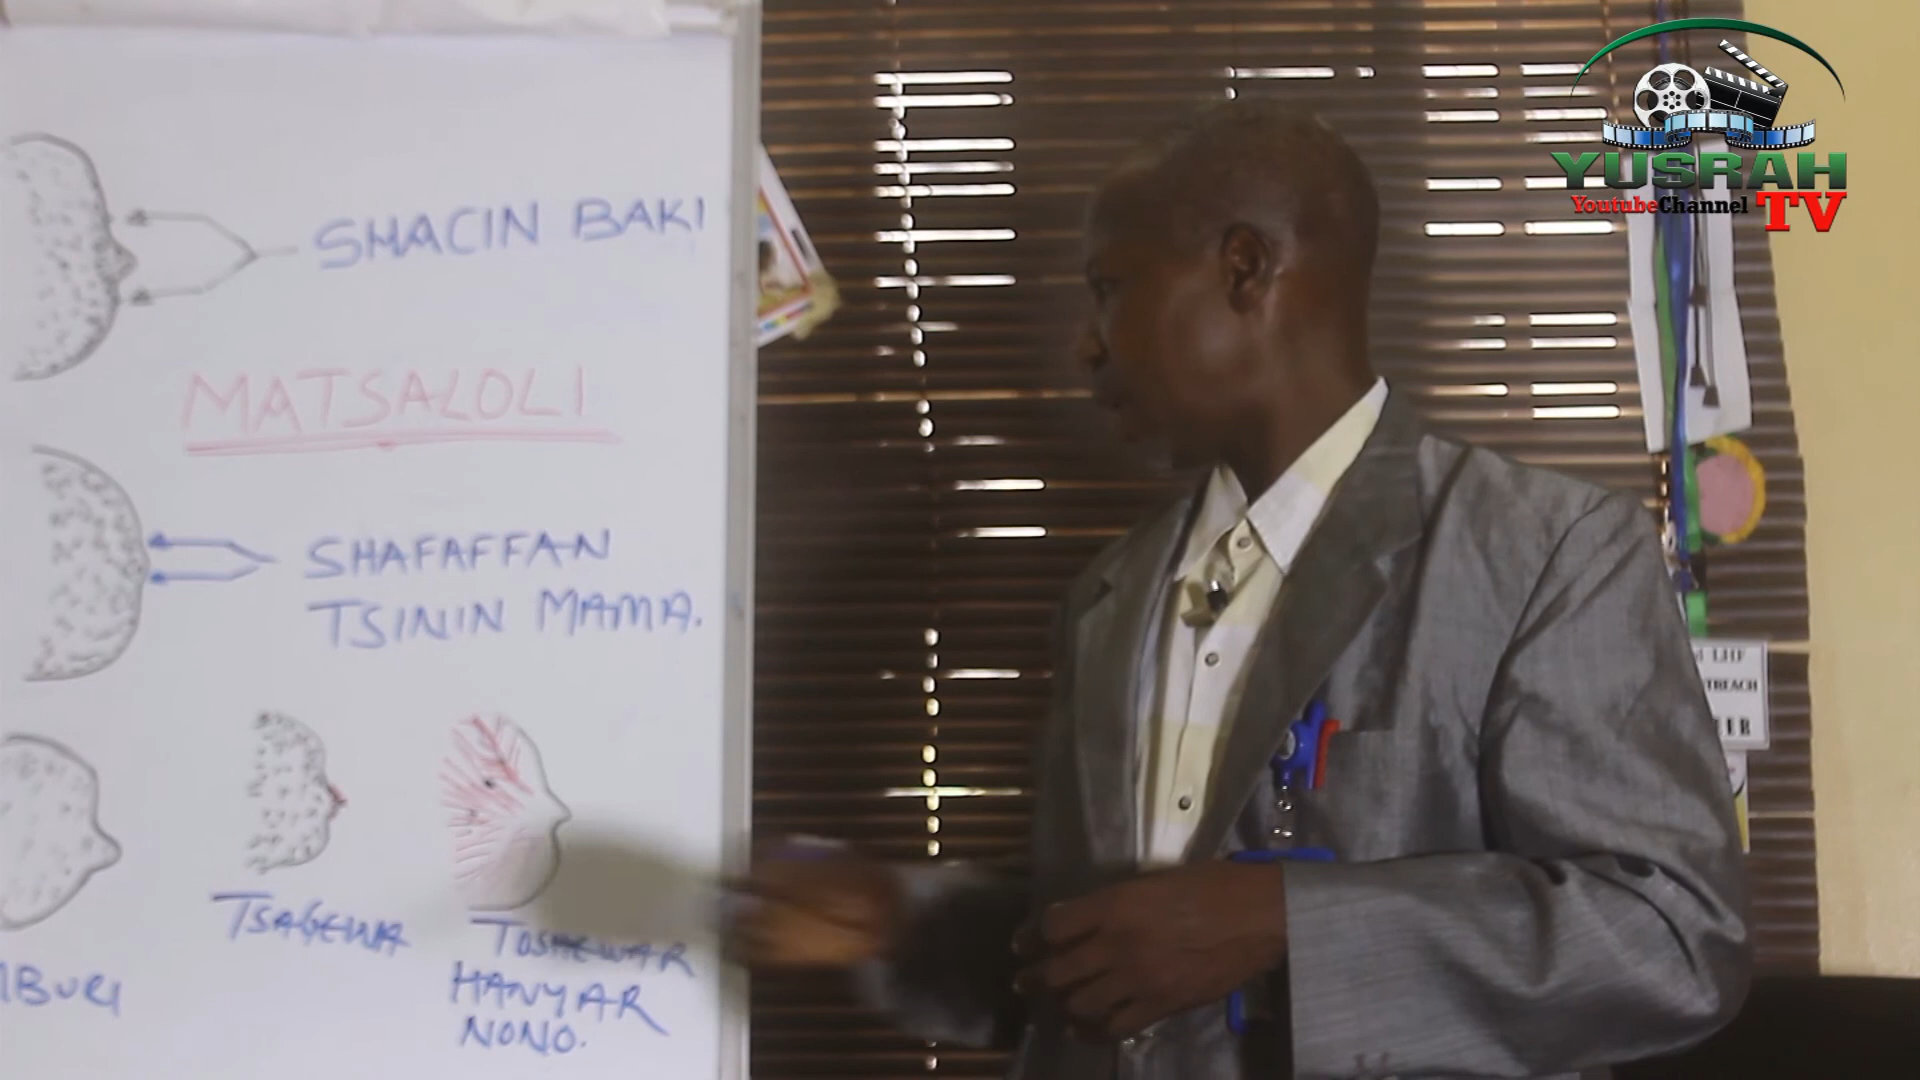 SHACIN BAKI
MATSALOLI
SHAFAFFAN
TSININ MAMA.
TSAGEWA
TOSHEWAR
HANYAR
NONO.
YUSRAH
YoutubeChannel TV